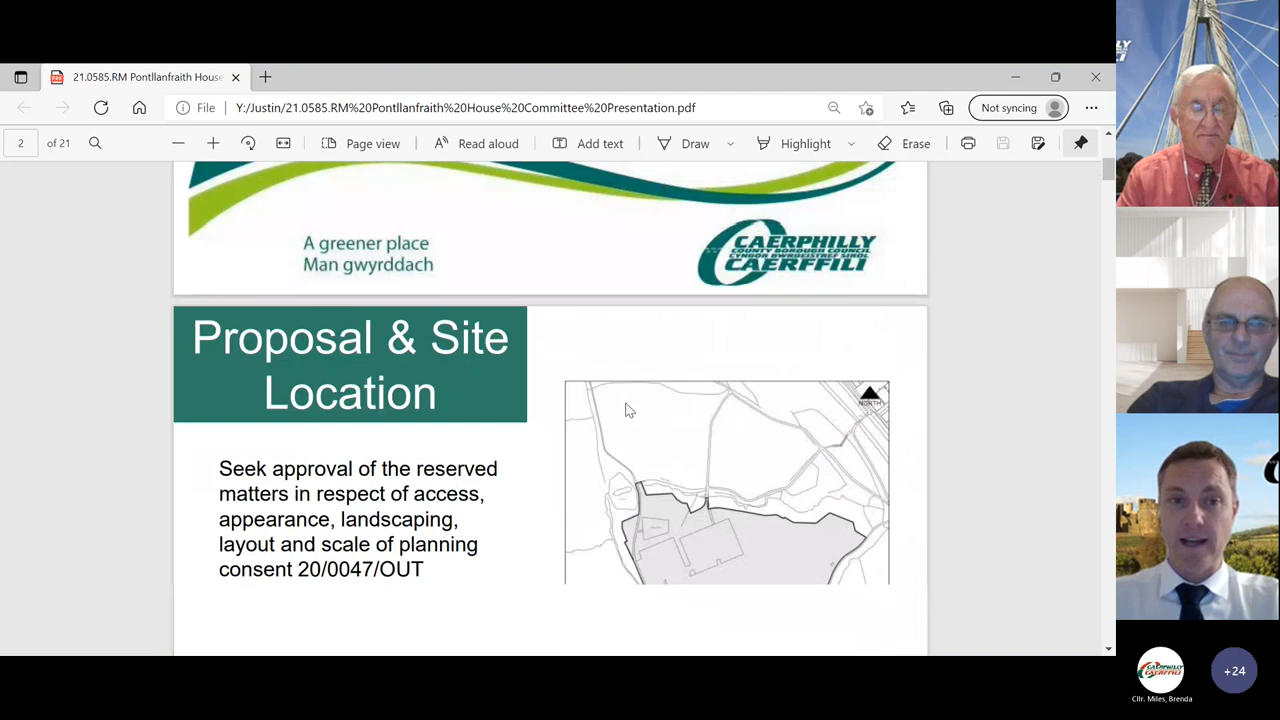 21.0585.RM Pontllanfraith House
File
Y:/Justin/21.0585.RM%20Pontllanfraith%20House%20Committee%20Presentation.pdf
Not syncing
2 of 21
Page view
Read aloud
Add text
Draw
Highlight
Erase
A greener place
Man gwyrddach
CAERPHILLY
COUNTY BOROUGH COUNCIL
CYNGOR BWRDEISTREF SIROL
CAERFFILI
Proposal & Site
Location
NORTH
Seek approval of the reserved
matters in respect of access,
appearance, landscaping,
layout and scale of planning
consent 20/0047/OUT
CAERPHILLY
CAERFFILI
+24
Cllr. Miles, Brenda